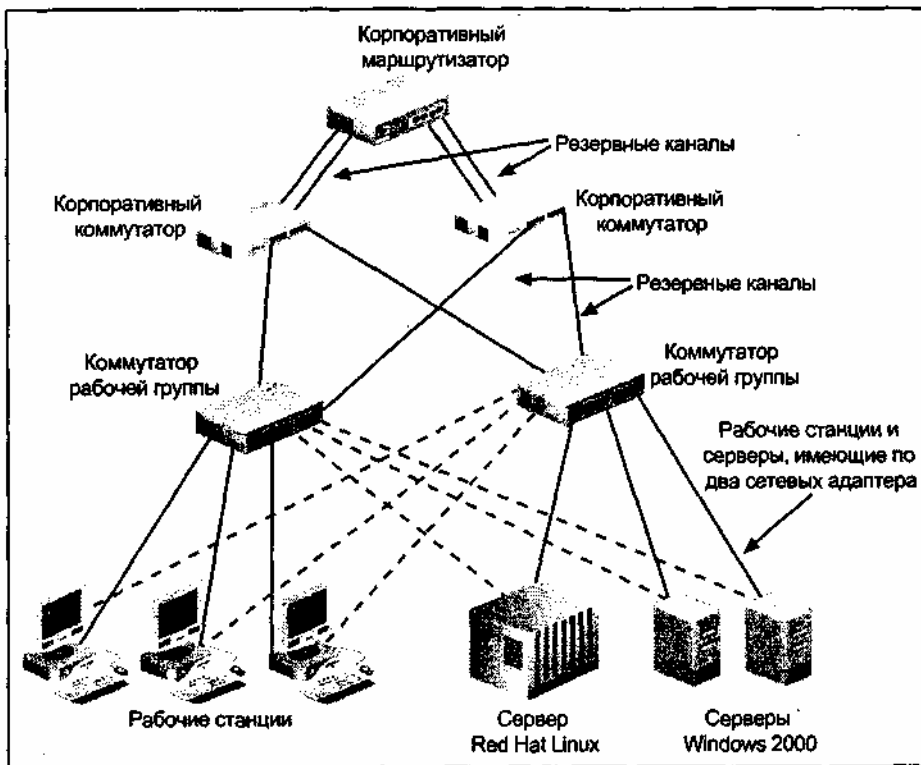 Корпоративный
маршрутизатор
Резервные каналы
Корпоративный
коммутатор
Корпоративный
коммутатор
Резервные каналы
Коммутатор
рабочей группы
Коммутатор
рабочей группы
Рабочие станции и
серверы, имеющие по
два сетевых адаптера
Рабочие станции
Сервер
Red Hat Linux
Серверы
Windows 2000